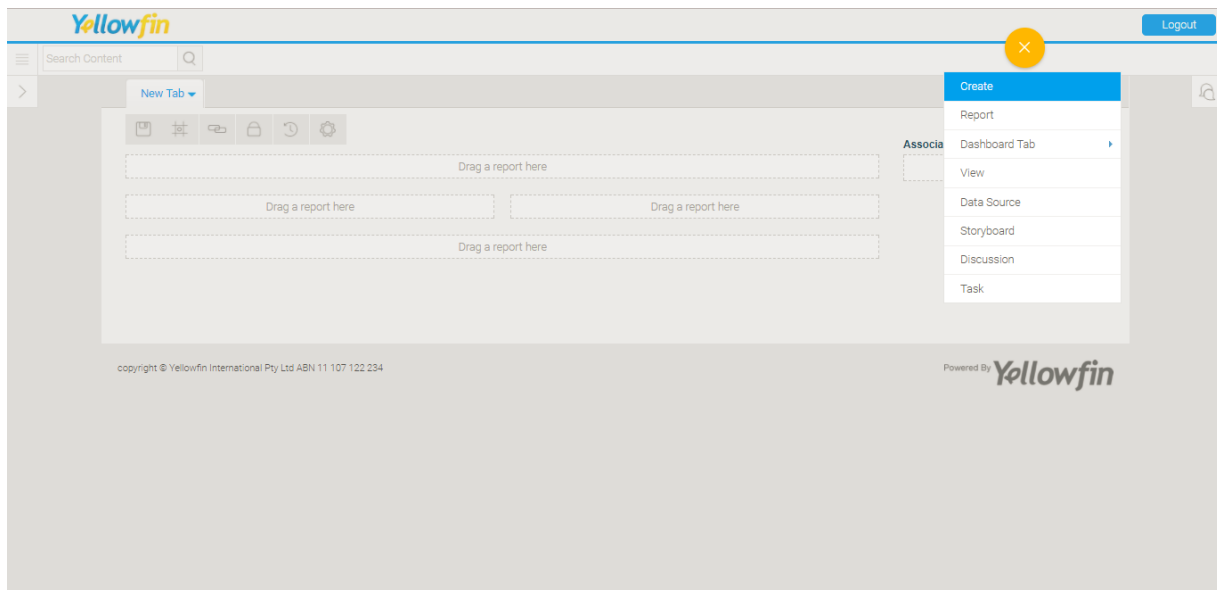 Yellowfin
Logout
Search Content
New Tab
Create
Report
Dashboard Tab
View
Data Source
Storyboard
Discussion
Task
Associa
Drag a report here
Drag a report here
Drag a report here
Drag a report here
copyright © Yellowfin International Pty Ltd ABN 11 107 122 234
Powered By Yellowfin